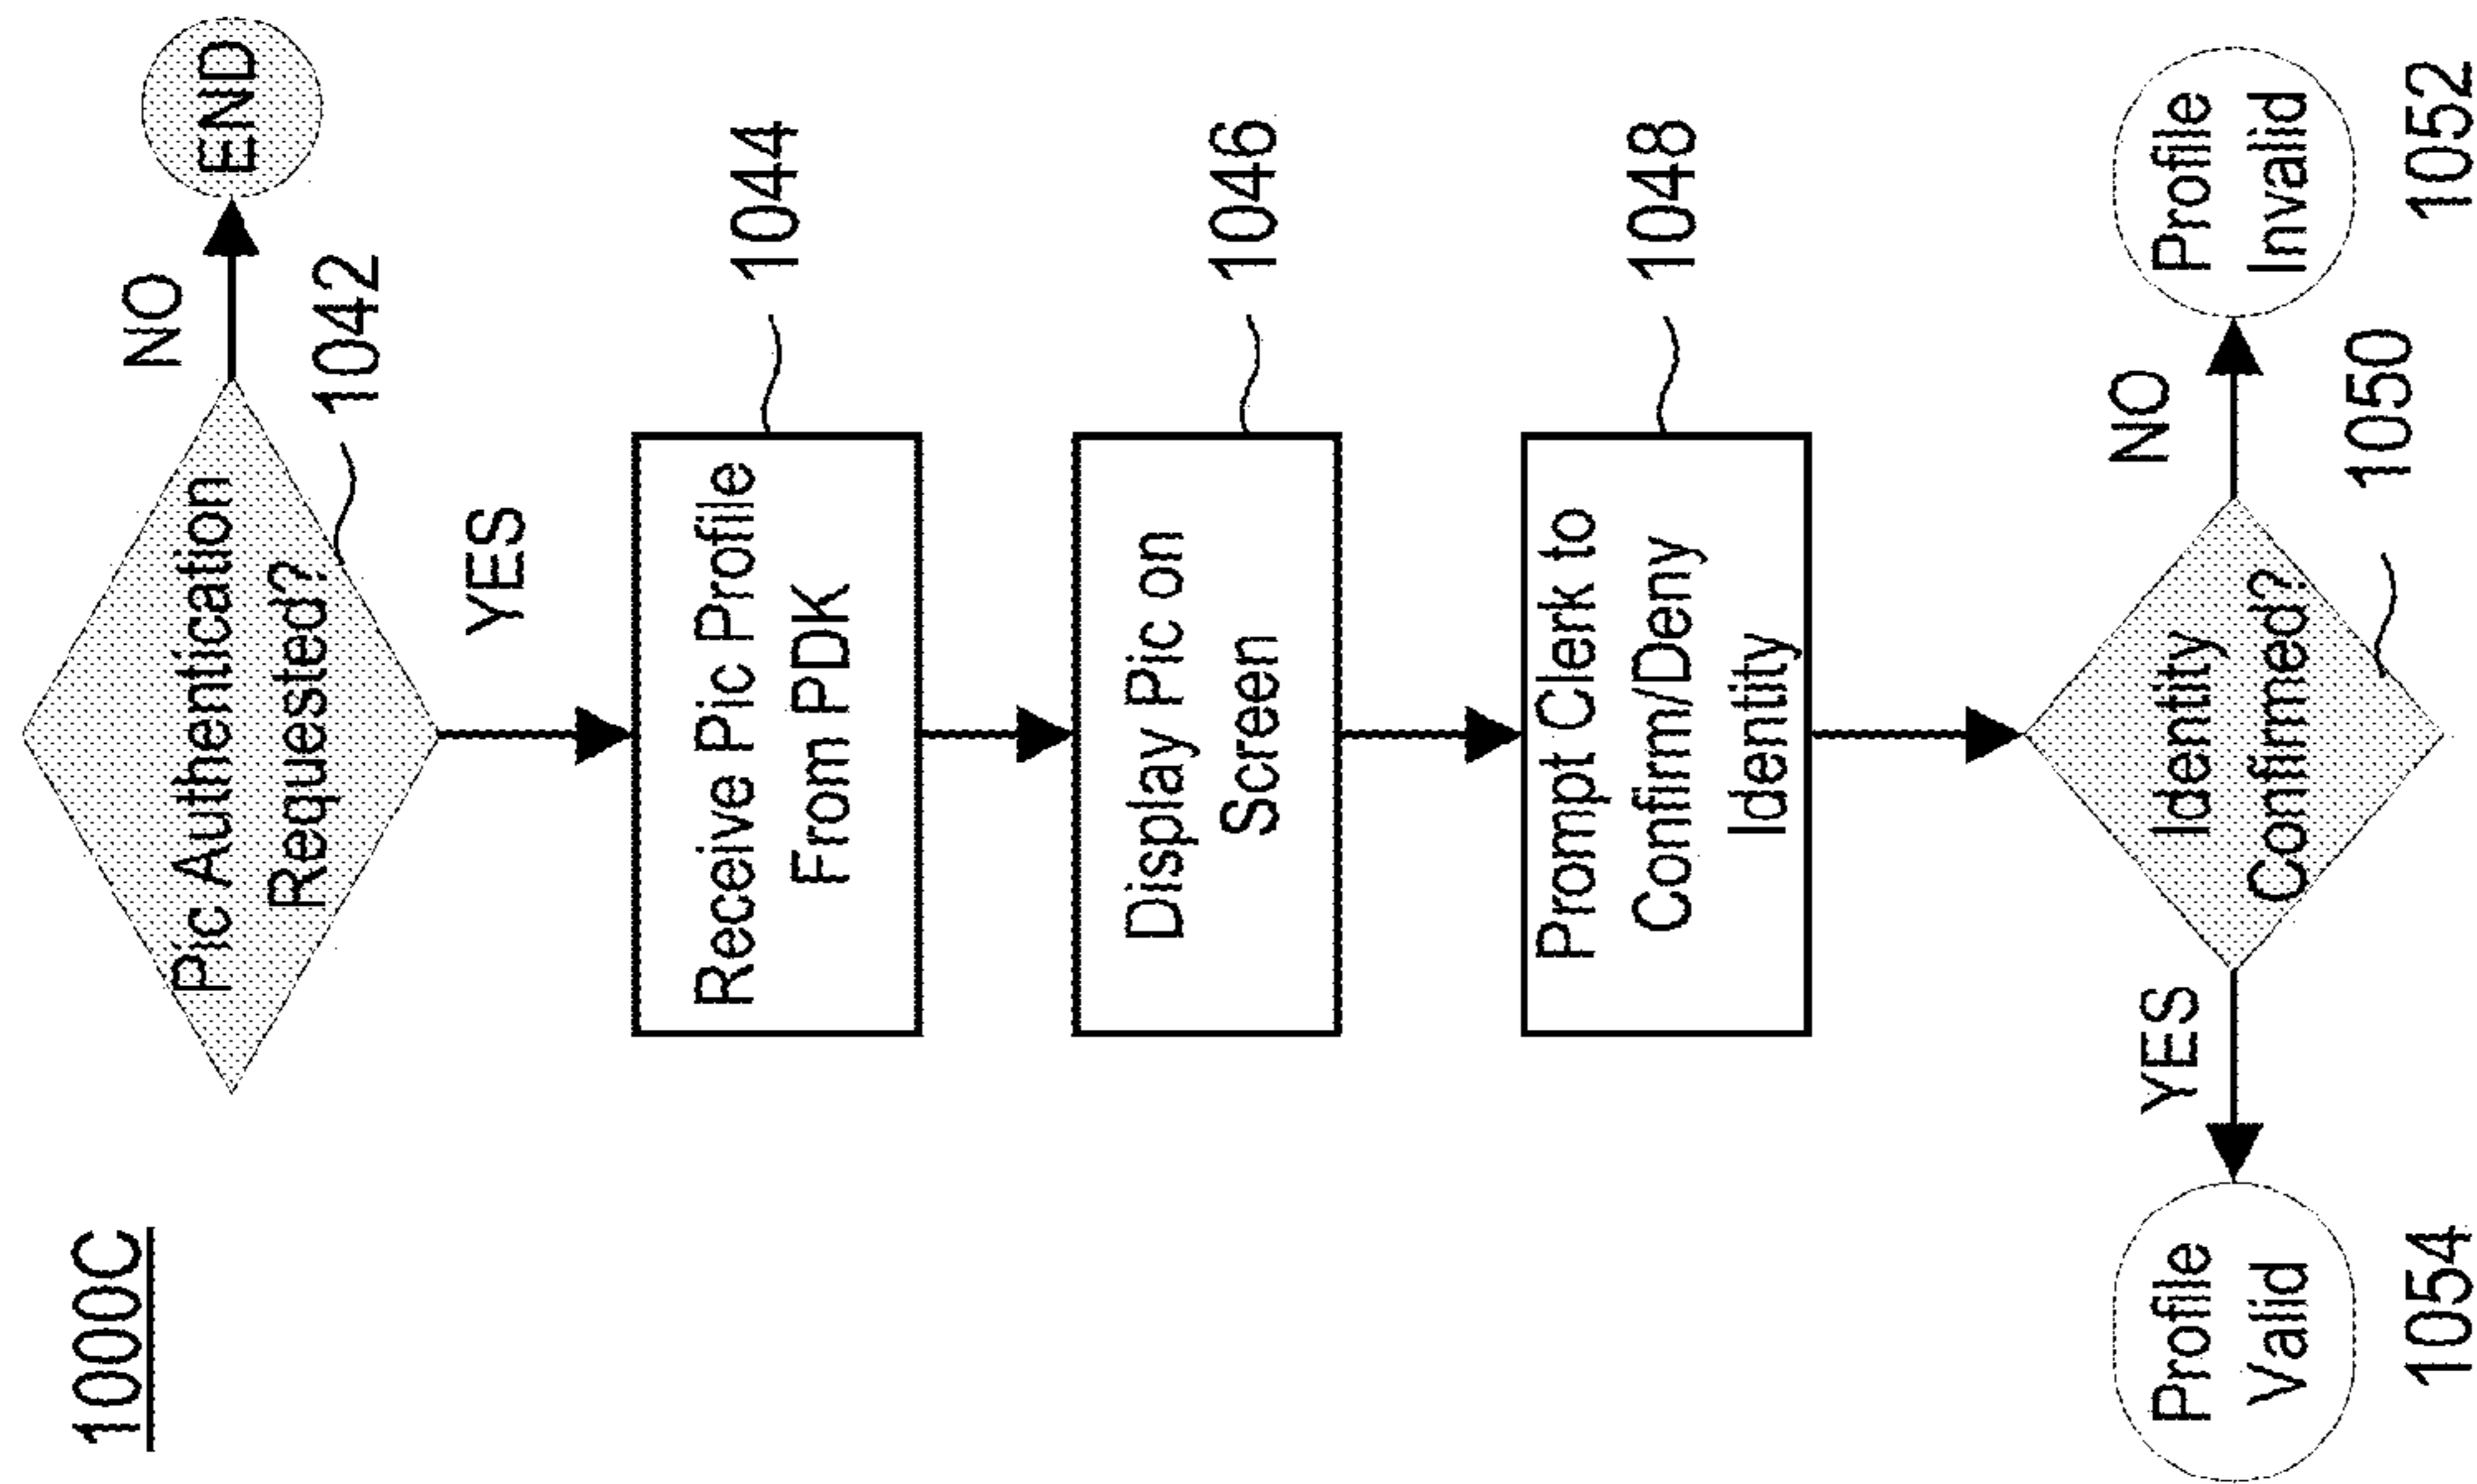 1000C
Pic Authentication
Requested?
NO
END
1042
YES
Receive Pic Profile
From PDK
1044
Display Pic on
Screen
1046
Prompt Clerk to
Confirm/Deny
Identity
1048
YES
Identity
Confirmed?
NO
1050
Profile
Valid
1054
Profile
Invalid
1052